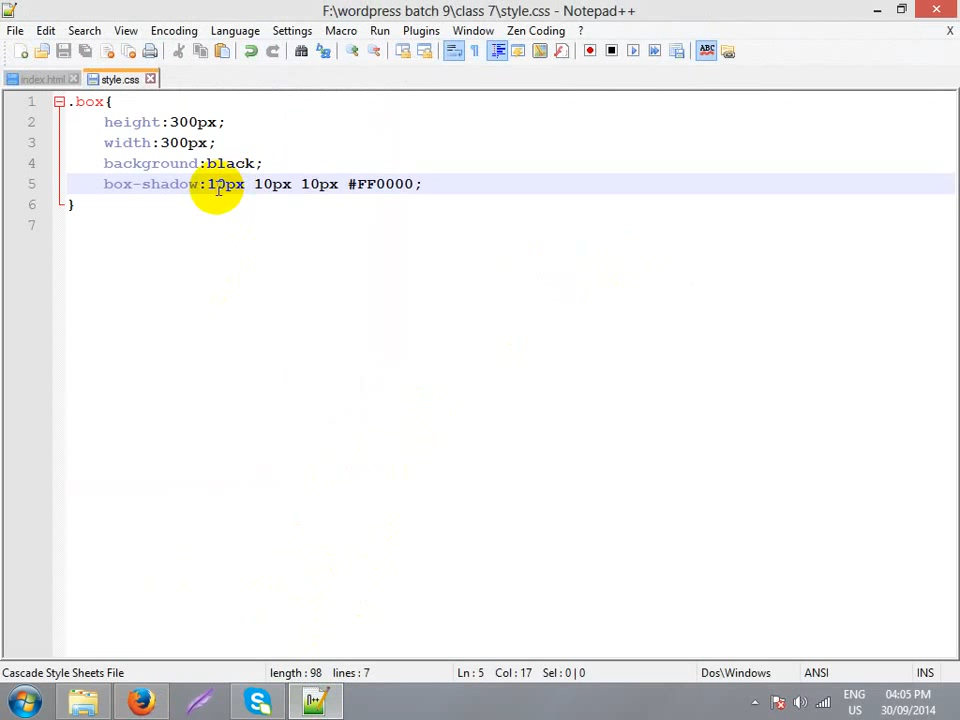 F:\wordpress batch 9\class 7\style.css - Notepad++
File Edit Search View Encoding Language Settings Macro Run Plugins Window Zen Coding ? X
index.html style.css
1 .box{
2 height:300px;
3 width:300px;
4 background:black;
5 box-shadow:10px 10px 10px #FF0000;
6 }
7
Cascade Style Sheets File length : 98 lines : 7 Ln : 5 Col : 17 Sel : 0 | 0 Dos\Windows ANSI INS
ENG 04:05 PM
US 30/09/2014